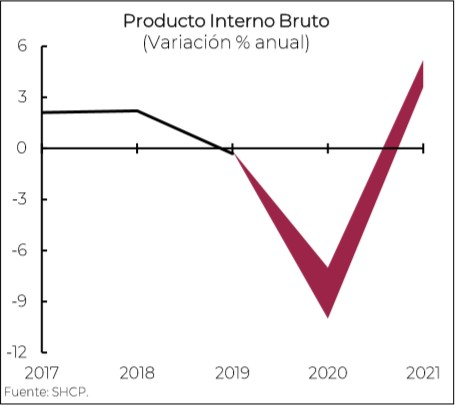 Producto Interno Bruto
(Variación % anual)
6
3
0
-3
-6
-9
-12
2017 2018 2019 2020 2021
Fuente: SHCP.